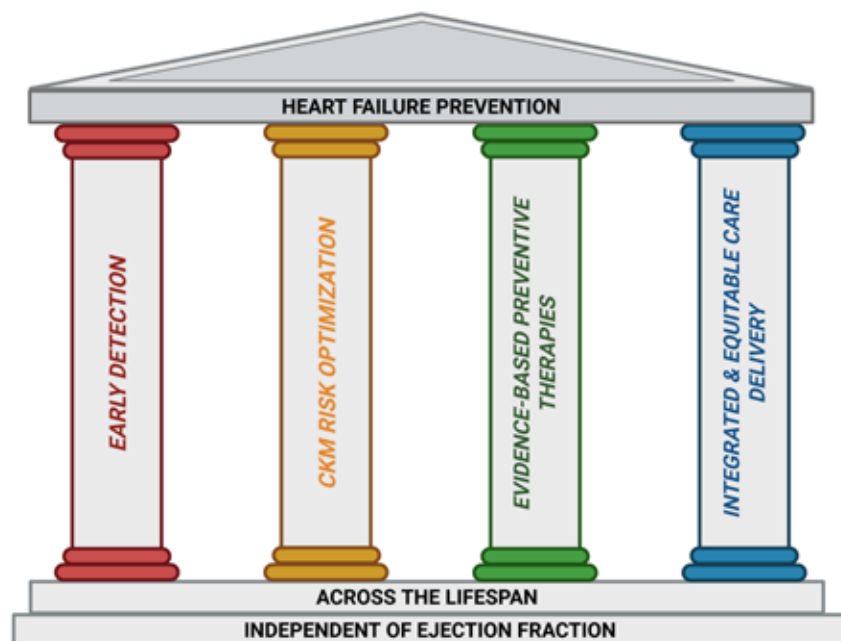 HEART FAILURE PREVENTION
EARLY DETECTION
CKM RISK OPTIMIZATION
EVIDENCE-BASED PREVENTIVE
THERAPIES
INTEGRATED & EQUITABLE CARE
DELIVERY
ACROSS THE LIFESPAN
INDEPENDENT OF EJECTION FRACTION